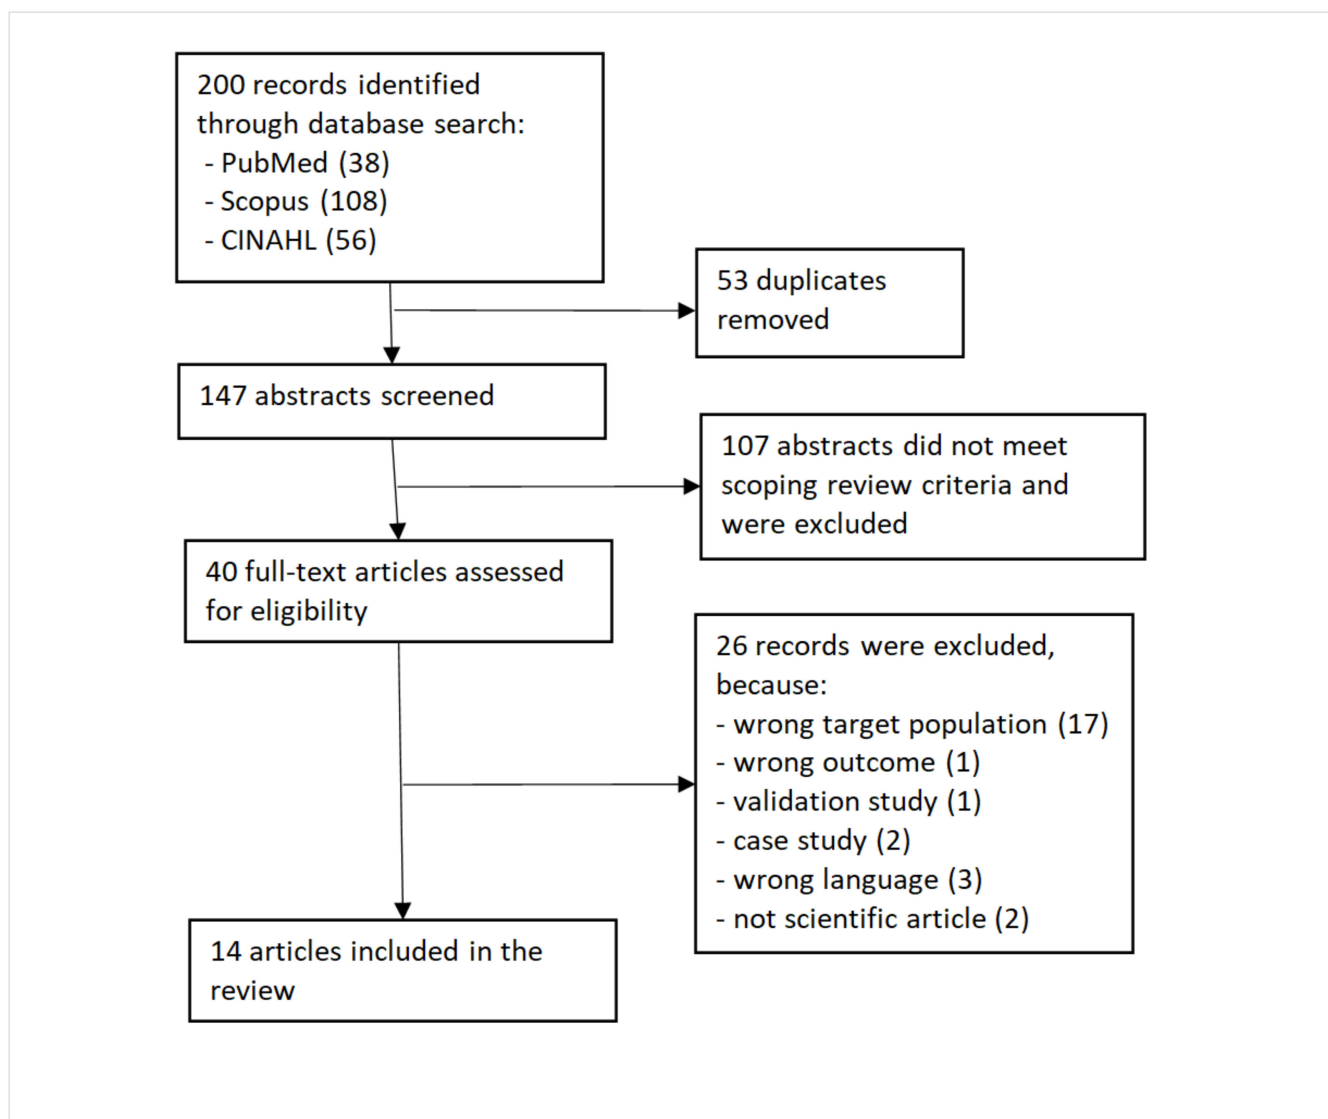 200 records identified
through database search:
- PubMed (38)
- Scopus (108)
- CINAHL (56)
53 duplicates
removed
147 abstracts screened
107 abstracts did not meet
scoping review criteria and
were excluded
40 full-text articles assessed
for eligibility
26 records were excluded,
because:
- wrong target population (17)
- wrong outcome (1)
- validation study (1)
- case study (2)
- wrong language (3)
- not scientific article (2)
14 articles included in the
review